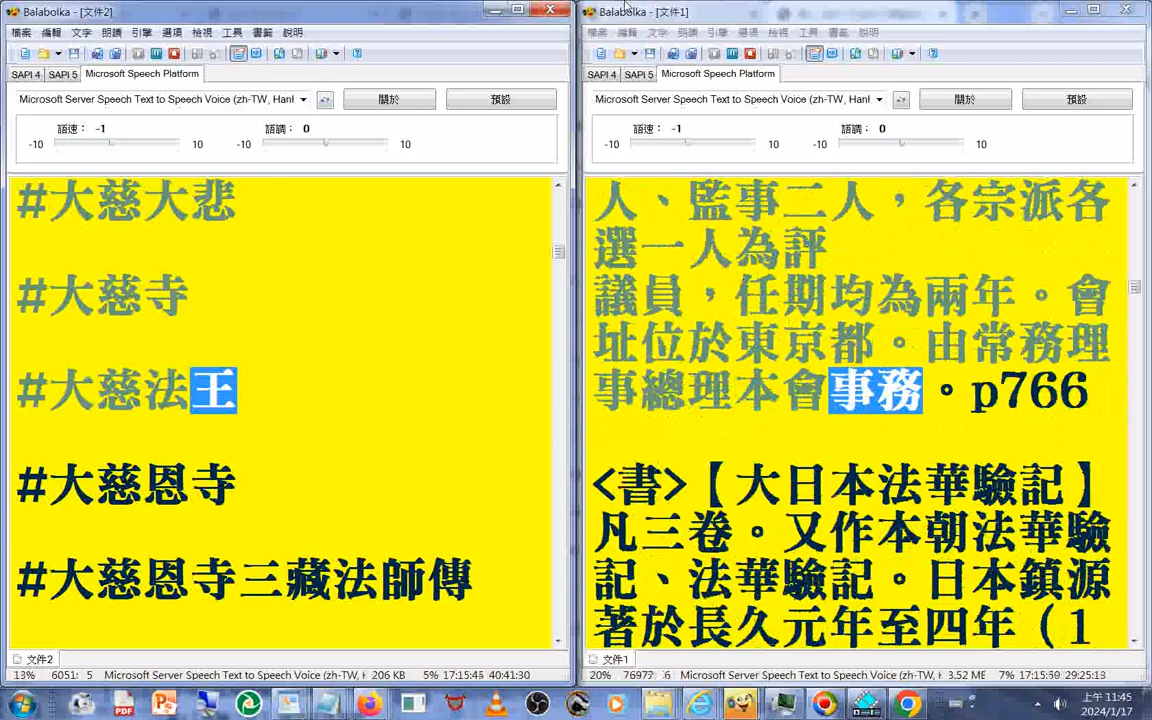 Balabolka - [文件2]
檔案 編輯 文字 朗讀 引擎 選項 檢視 工具 書籤 說明
SAPI 4 SAPI 5 Microsoft Speech Platform
Microsoft Server Speech Text to Speech Voice (zh-TW, Hanl
關於
預設
語速： -1
語調： 0
-10 10 -10 10
#大慈大悲
#大慈寺
#大慈法王
#大慈恩寺
#大慈恩寺三藏法師傳
文件2
13% 6051: 5 Microsoft Server Speech Text to Speech Voice (zh-TW, H 206 KB 5% 17:15:45 40:41:30
Balabolka - [文件1]
檔案 編輯 文字 朗讀 引擎 選項 檢視 工具 書籤 說明
SAPI 4 SAPI 5 Microsoft Speech Platform
Microsoft Server Speech Text to Speech Voice (zh-TW, Hanl
關於
預設
語速： -1
語調： 0
-10 10 -10 10
人、監事二人，各宗派各
選一人為評
議員，任期均為兩年。會
址位於東京都。由常務理
事總理本會事務。p766
<書>【大日本法華驗記】
凡三卷。又作本朝法華驗
記、法華驗記。日本鎮源
著於長久元年至四年（1
文件1
20% 76977: 6 Microsoft Server Speech Text to Speech Voice (zh-TW, H 3.52 ME 7% 17:15:59 29:25:13
PDF
上午 11:45
2024/1/17